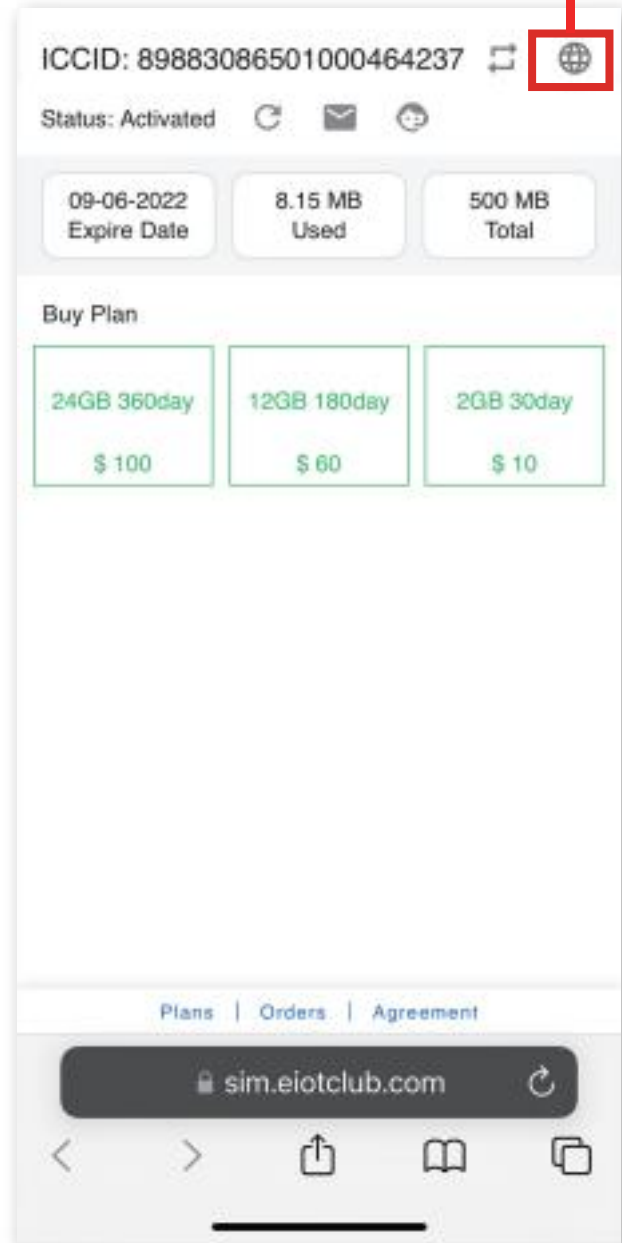 ICCID: 89883086501000464237
Status: Activated
09-06-2022 8.15 MB 500 MB
Expire Date Used Total
Buy Plan
24GB 360day 12GB 180day 2GB 30day
$ 100 $ 60 $ 10
Plans | Orders | Agreement
sim.eiotclub.com